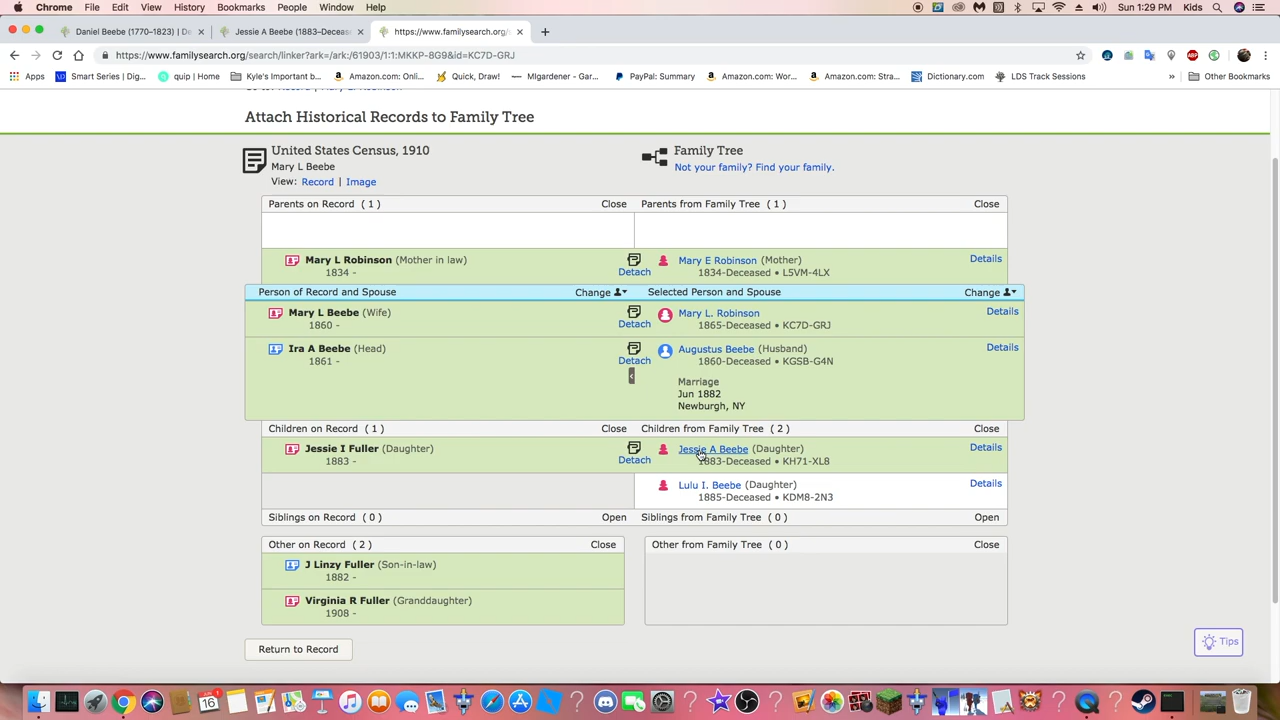 Chrome File Edit View History Bookmarks People Window Help Sun 1:29 PM Kids
Daniel Beebe (1770–1823) | De Jessie A Beebe (1883–Deceas https://www.familysearch.org/
https://www.familysearch.org/search/linker?ark=/ark:/61903/1:1:MKKP-8G9&id=KC7D-GRJ
Apps Smart Series | Dig... quip | Home Kyle's Important b... Amazon.com: Onli... Quick, Draw! MIgardener - Gar... PayPal: Summary Amazon.com: Wor... Amazon.com: Stra... Dictionary.com LDS Track Sessions » Other Bookmarks
Attach Historical Records to Family Tree
United States Census, 1910
Mary L Beebe
View: Record | Image
Family Tree
Not your family? Find your family.
Parents on Record ( 1 ) Close Parents from Family Tree ( 1 ) Close
Mary L Robinson (Mother in law)
1834 -
Detach
Mary E Robinson (Mother) Details
1834-Deceased • L5VM-4LX
Person of Record and Spouse Change Selected Person and Spouse Change
Mary L Beebe (Wife)
1860 -
Detach
Mary L. Robinson Details
1865-Deceased • KC7D-GRJ
Ira A Beebe (Head)
1861 -
Detach
Augustus Beebe (Husband) Details
1860-Deceased • KGSB-G4N
Marriage
Jun 1882
Newburgh, NY
Children on Record ( 1 ) Close Children from Family Tree ( 2 ) Close
Jessie I Fuller (Daughter)
1883 -
Detach
Jessie A Beebe (Daughter) Details
1883-Deceased • KH71-XL8
Lulu I. Beebe (Daughter) Details
1885-Deceased • KDM8-2N3
Siblings on Record ( 0 ) Open Siblings from Family Tree ( 0 ) Open
Other on Record ( 2 ) Close Other from Family Tree ( 0 ) Close
J Linzy Fuller (Son-in-law)
1882 -
Virginia R Fuller (Granddaughter)
1908 -
Return to Record
Tips